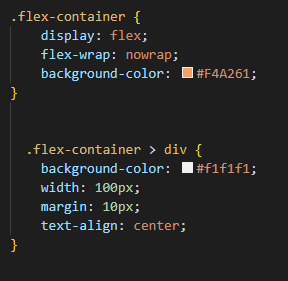 .flex-container {
    display: flex;
    flex-wrap: nowrap;
    background-color: #F4A261;
}
  .flex-container > div {
    background-color: #f1f1f1;
    width: 100px;
    margin: 10px;
    text-align: center;
}